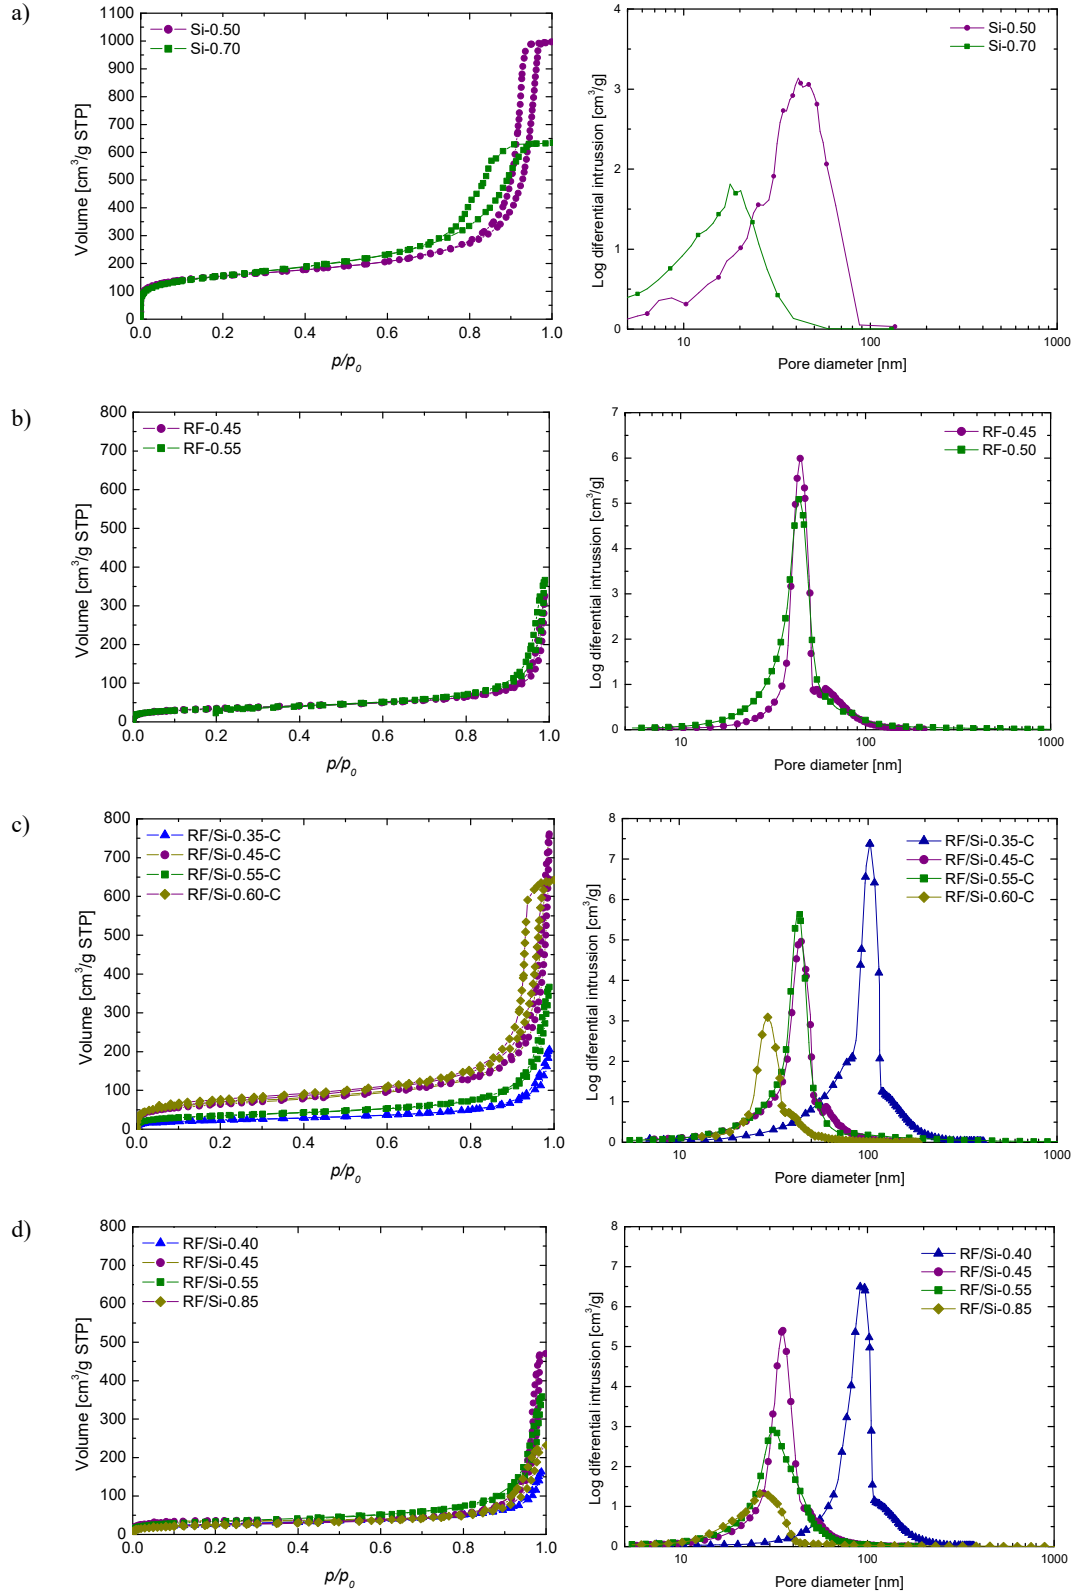 a)
Si-0.50
Si-0.70
Volume [cm³/g STP]
1100
1000
900
800
700
600
500
400
300
200
100
0
0.0 0.2 0.4 0.6 0.8 1.0
p/p₀
Si-0.50
Si-0.70
Log diferential intrussion [cm³/g]
4
3
2
1
0
10 100 1000
Pore diameter [nm]
b)
RF-0.45
RF-0.55
Volume [cm³/g STP]
800
700
600
500
400
300
200
100
0
0.0 0.2 0.4 0.6 0.8 1.0
p/p₀
RF-0.45
RF-0.50
Log diferential intrussion [cm³/g]
7
6
5
4
3
2
1
0
10 100 1000
Pore diameter [nm]
c)
RF/Si-0.35-C
RF/Si-0.45-C
RF/Si-0.55-C
RF/Si-0.60-C
Volume [cm³/g STP]
800
700
600
500
400
300
200
100
0
0.0 0.2 0.4 0.6 0.8 1.0
p/p₀
RF/Si-0.35-C
RF/Si-0.45-C
RF/Si-0.55-C
RF/Si-0.60-C
Log diferential intrussion [cm³/g]
8
7
6
5
4
3
2
1
0
10 100 1000
Pore diameter [nm]
d)
RF/Si-0.40
RF/Si-0.45
RF/Si-0.55
RF/Si-0.85
Volume [cm³/g STP]
800
700
600
500
400
300
200
100
0
0.0 0.2 0.4 0.6 0.8 1.0
p/p₀
RF/Si-0.40
RF/Si-0.45
RF/Si-0.55
RF/Si-0.85
Log diferential intrussion [cm³/g]
8
7
6
5
4
3
2
1
0
10 100 1000
Pore diameter [nm]